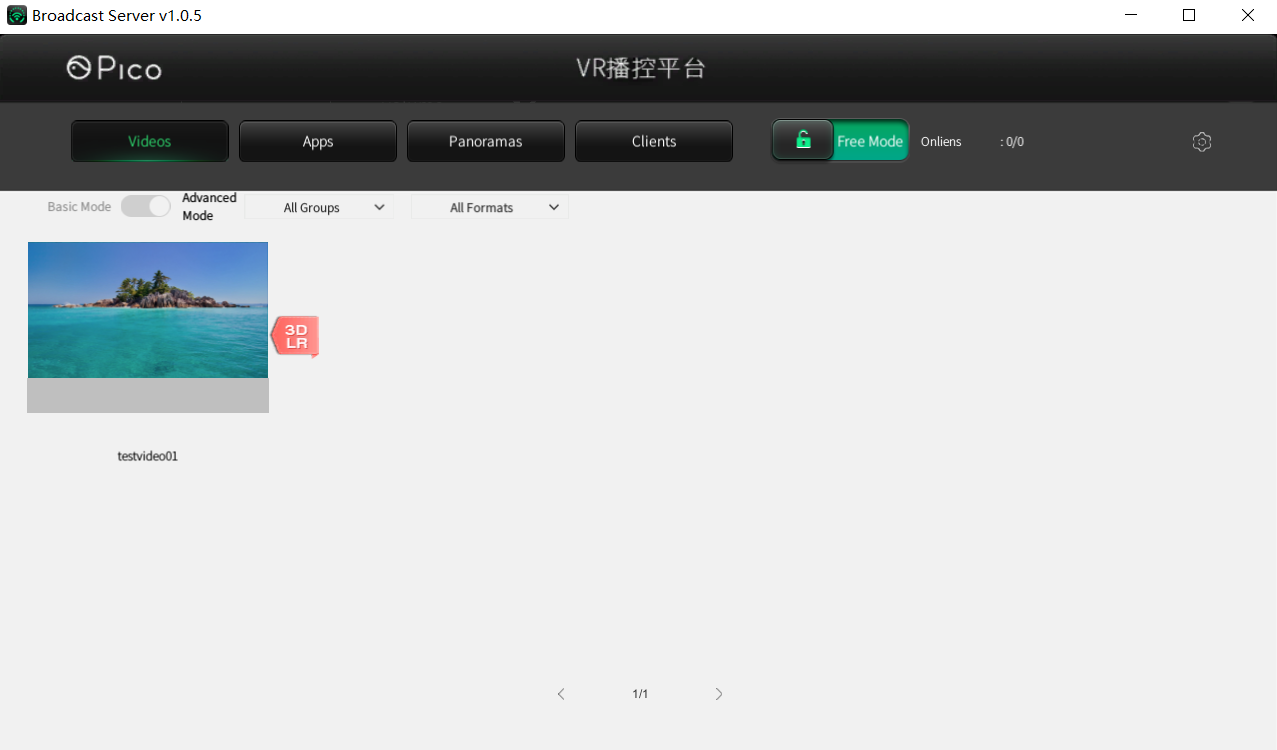 Broadcast Server v1.0.5
Pico
VR播控平台
Videos
Apps
Panoramas
Clients
Free Mode
Onliens
: 0/0
Basic Mode
Advanced
Mode
All Groups
All Formats
3D
LR
testvideo01
1/1